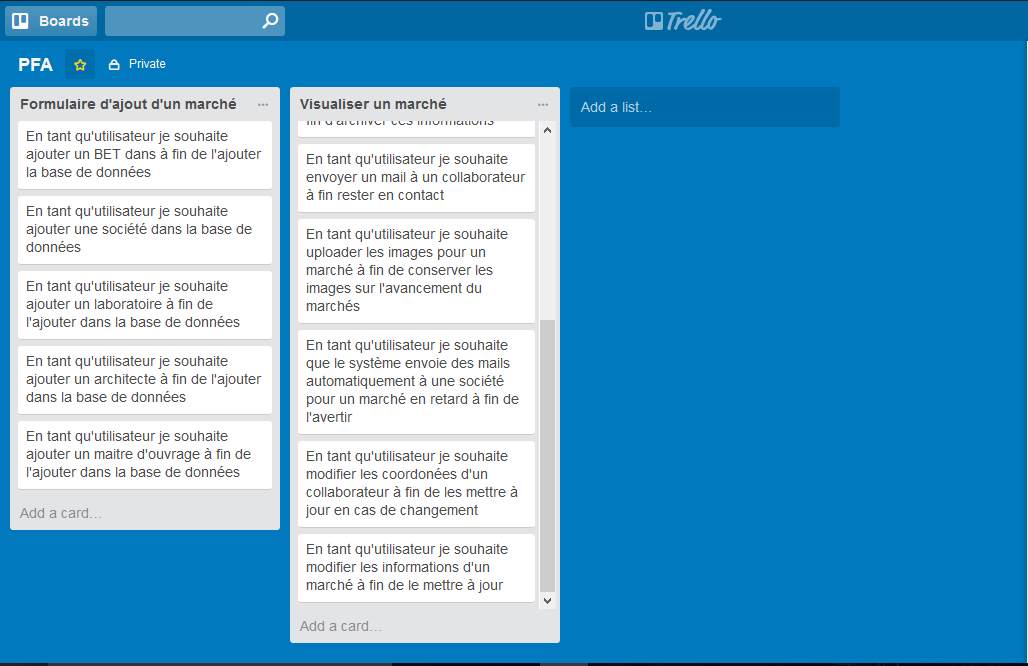 Boards
Trello
PFA
Private
Formulaire d'ajout d'un marché ...
En tant qu'utilisateur je souhaite
ajouter un BET dans à fin de l'ajouter
la base de données
En tant qu'utilisateur je souhaite
ajouter une société dans la base de
données
En tant qu'utilisateur je souhaite
ajouter un laboratoire à fin de
l'ajouter dans la base de données
En tant qu'utilisateur je souhaite
ajouter un architecte à fin de l'ajouter
dans la base de données
En tant qu'utilisateur je souhaite
ajouter un maitre d'ouvrage à fin de
l'ajouter dans la base de données
Add a card...
Visualiser un marché ...
fin d'archiver ces informations
En tant qu'utilisateur je souhaite
envoyer un mail à un collaborateur
à fin rester en contact
En tant qu'utilisateur je souhaite
uploader les images pour un
marché à fin de conserver les
images sur l'avancement du
marchés
En tant qu'utilisateur je souhaite
que le système envoie des mails
automatiquement à une société
pour un marché en retard à fin de
l'avertir
En tant qu'utilisateur je souhaite
modifier les coordonées d'un
collaborateur à fin de les mettre à
jour en cas de changement
En tant qu'utilisateur je souhaite
modifier les informations d'un
marché à fin de le mettre à jour
Add a card...
Add a list...